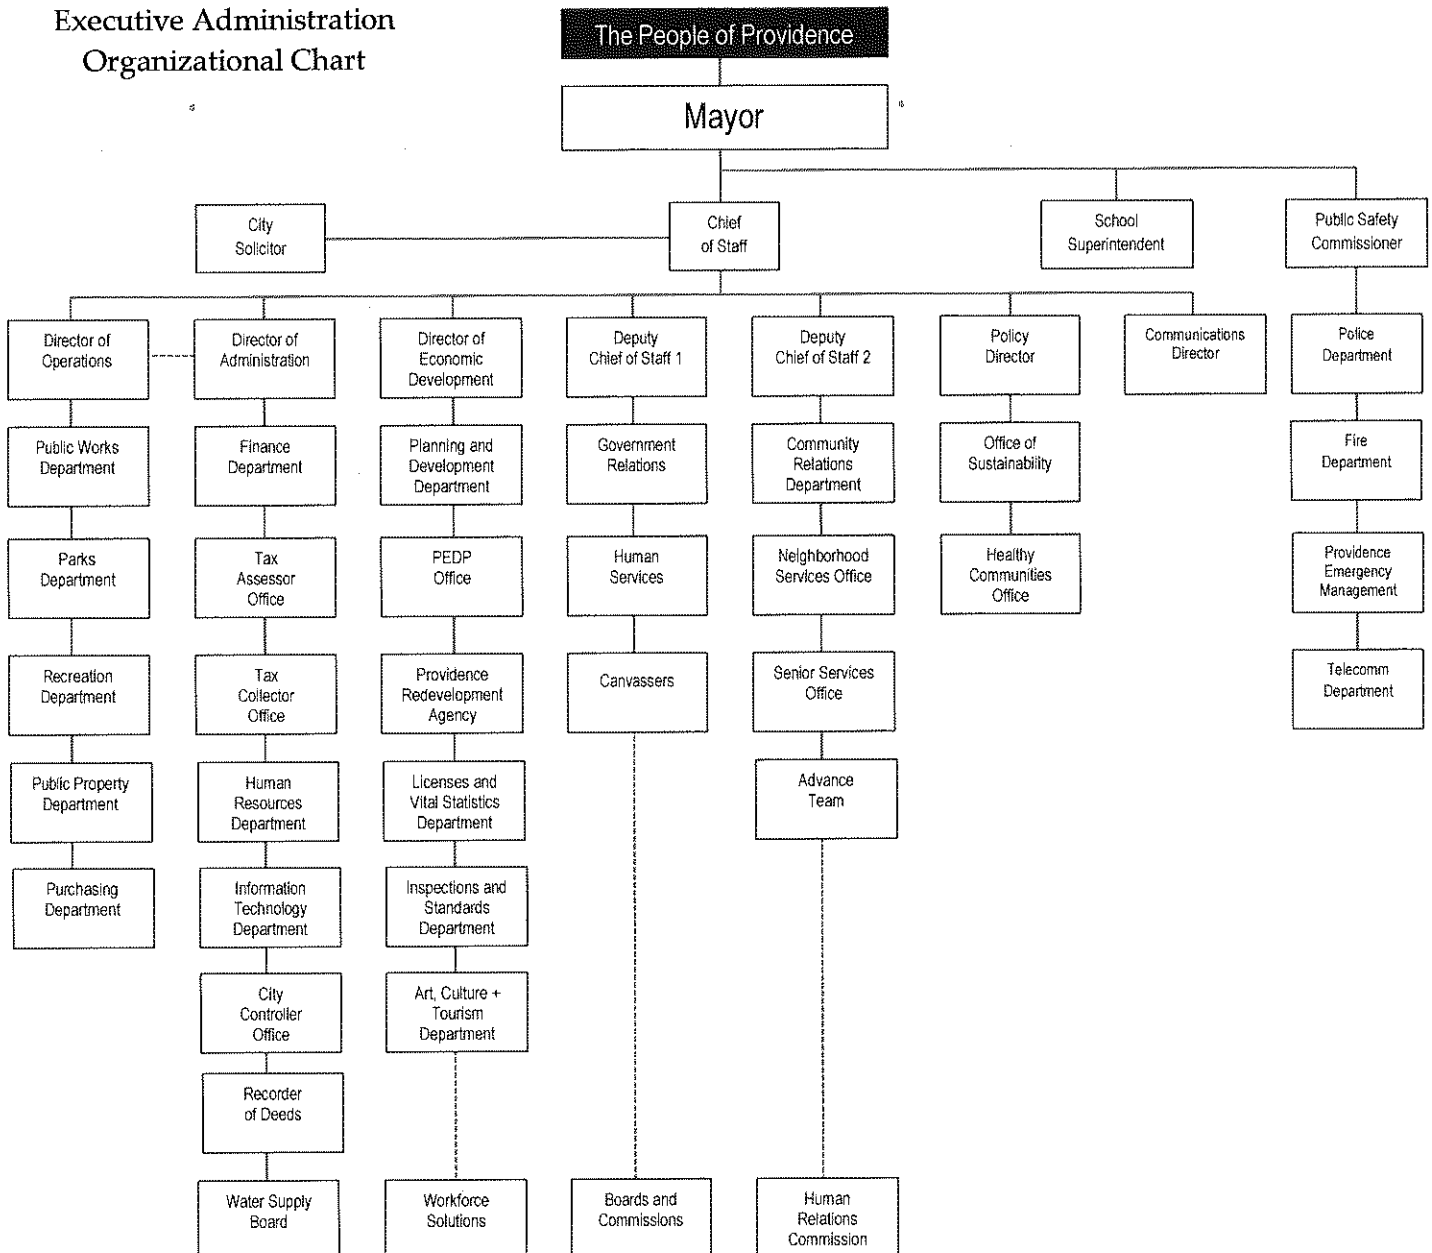 Executive Administration
Organizational Chart
The People of Providence
Mayor
City
Solicitor
Chief
of Staff
School
Superintendent
Public Safety
Commissioner
Director of
Operations
Director of
Administration
Director of
Economic
Development
Deputy
Chief of Staff 1
Deputy
Chief of Staff 2
Policy
Director
Communications
Director
Police
Department
Public Works
Department
Finance
Department
Planning and
Development
Department
Government
Relations
Community
Relations
Department
Office of
Sustainability
Fire
Department
Parks
Department
Tax
Assessor
Office
PEDP
Office
Human
Services
Neighborhood
Services Office
Healthy
Communities
Office
Providence
Emergency
Management
Recreation
Department
Tax
Collector
Office
Providence
Redevelopment
Agency
Canvassers
Senior Services
Office
Telecomm
Department
Public Property
Department
Human
Resources
Department
Licenses and
Vital Statistics
Department
Advance
Team
Purchasing
Department
Information
Technology
Department
Inspections and
Standards
Department
City
Controller
Office
Art, Culture +
Tourism
Department
Recorder
of Deeds
Water Supply
Board
Workforce
Solutions
Boards and
Commissions
Human
Relations
Commission